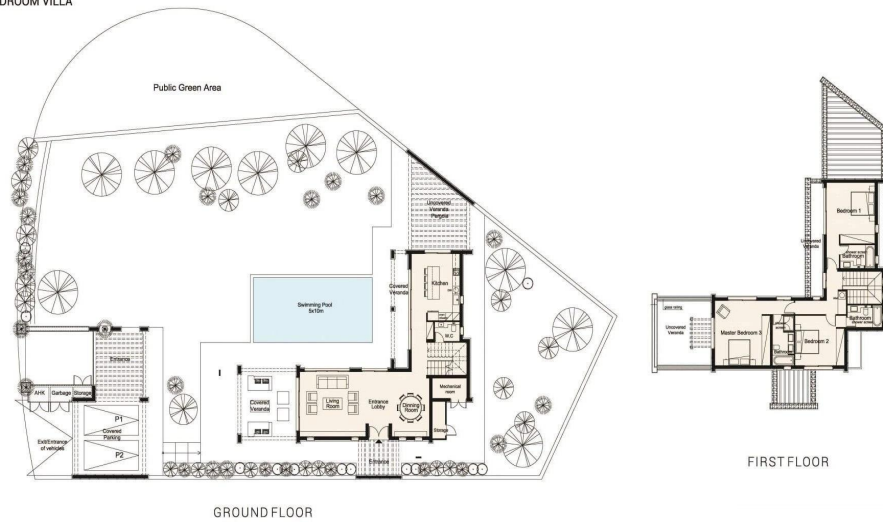 DROOM VILLA
Public Green Area
Uncovered
Veranda
Pergola
Swimming Pool
5x10m
Covered
Veranda
Kitchen
W.C
Entrance
AHK
Garbage
Storage
P1
Covered
Parking
P2
Exit/Entrance
of vehicles
Covered
Veranda
Living
Room
Entrance
Lobby
Dinning
Room
Mechanical
room
Storage
Entrance
GROUND FLOOR
Bedroom 1
Uncovered
Veranda
Bathroom
Bathroom
glass railing
Uncovered
Veranda
Master Bedroom 3
Bedroom 2
FIRST FLOOR